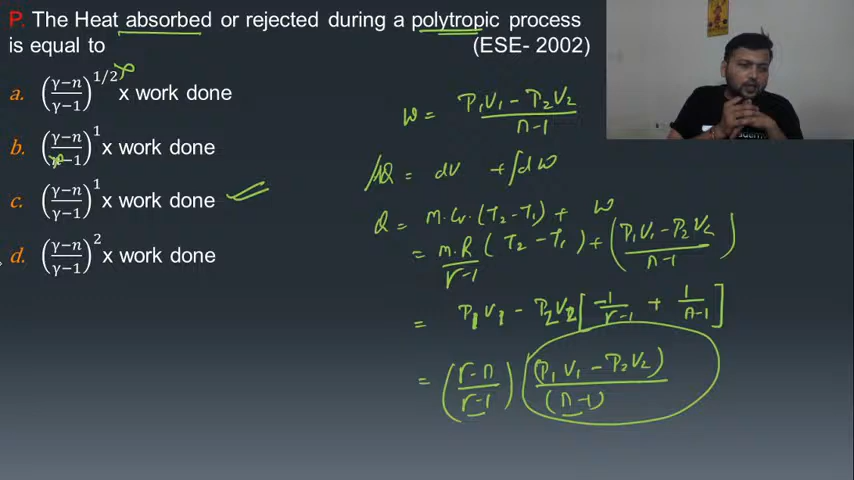 P. The Heat absorbed or rejected during a polytropic process
is equal to (ESE- 2002)
a. ((γ−n)/(γ−1))^1/2 x work done
b. ((γ−n)/(n−1))^1 x work done
c. ((γ−n)/(γ−1))^1 x work done
d. ((γ−n)/(γ−1))^2 x work done
W = (P₁V₁ − P₂V₂)/(n−1)
= dV + ∫dW
Q = m.Cv.(T₂−T₁) + W
= (m.R)/(r−1) (T₂−T₁) + ((P₁V₁−P₂V₂)/(n−1))
= P₁V₁ − P₂V₂ [−1/(r−1) + 1/(n−1)]
= ((r−n)/(r−1)) (P₁V₁−P₂V₂)/(n−1)